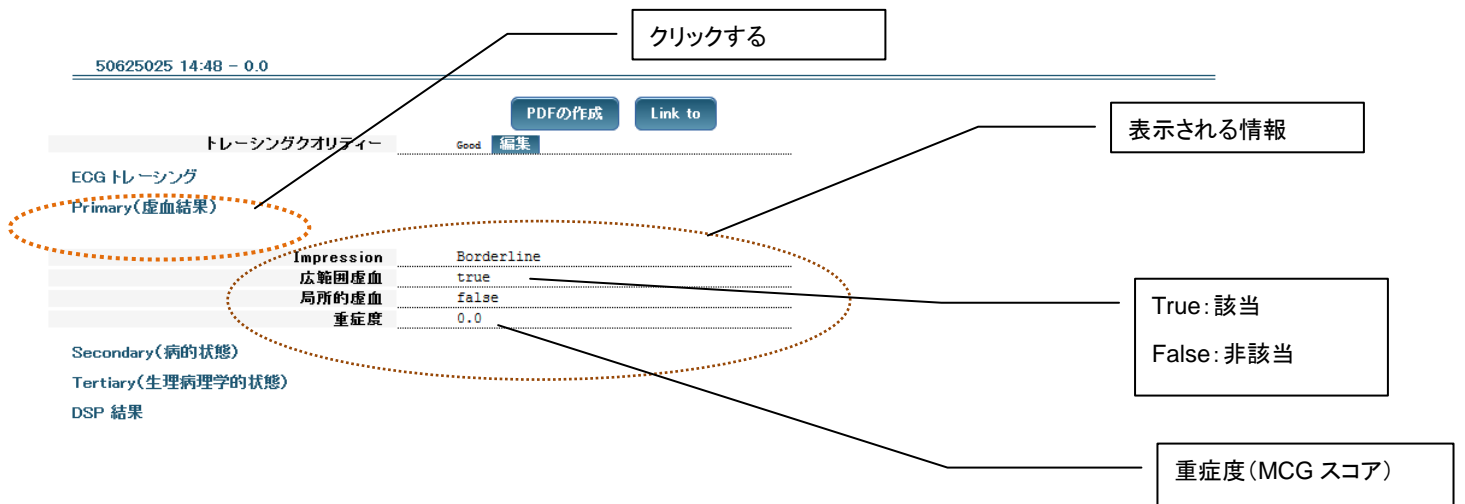 クリックする
50625025 14:48 - 0.0
PDFの作成 Link to
表示される情報
トレーシングクオリティー Good 編集
ECG トレーシング
Primary(虚血結果)
Impression Borderline
広範囲虚血 true
局所的虚血 false
重症度 0.0
True:該当
False:非該当
Secondary(病的状態)
Tertiary(生理病理学的状態)
DSP 結果
重症度(MCG スコア)